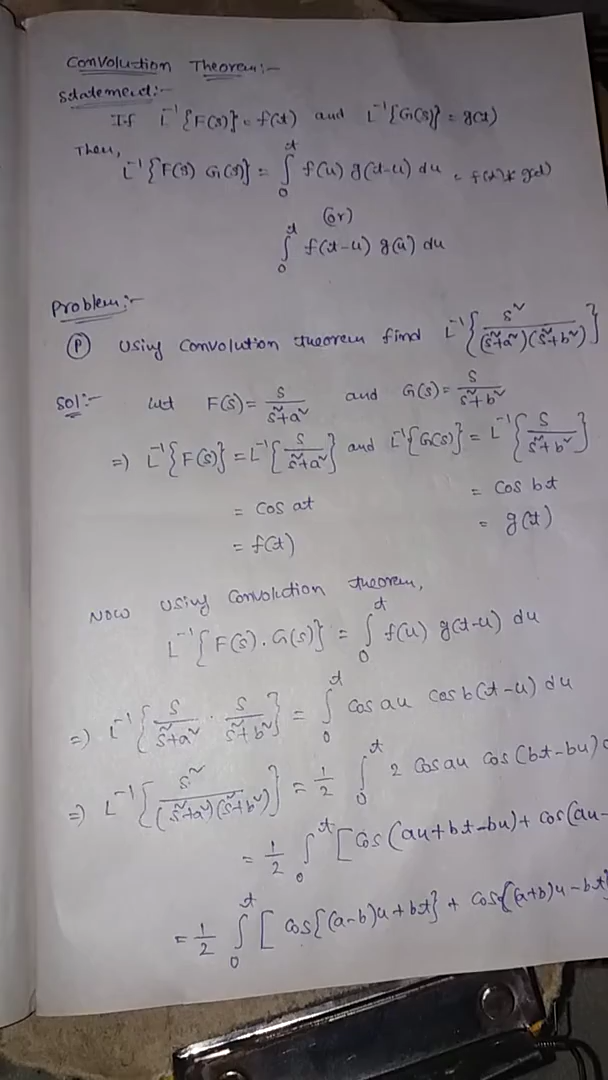 Convolution Theorem:-
Statement:-
If L⁻¹{F(s)} = f(t) and L⁻¹{G(s)} = g(t)
Then,
L⁻¹{F(s) G(s)} = ∫₀ᵗ f(u) g(t-u) du = f(t) * g(t)
(or)
∫₀ᵗ f(t-u) g(u) du
Problem:-
(P) Using Convolution theorem find L⁻¹{s²/((s²+a²)(s²+b²))}
Sol:- Let F(s) = s/(s²+a²) and G(s) = s/(s²+b²)
=) L⁻¹{F(s)} = L⁻¹{s/(s²+a²)} and L⁻¹{G(s)} = L⁻¹{s/(s²+b²)}
= cos at = cos bt
= f(t) = g(t)
Now using Convolution theorem,
L⁻¹{F(s).G(s)} = ∫₀ᵗ f(u) g(t-u) du
=) L⁻¹{s/(s²+a²) · s/(s²+b²)} = ∫₀ᵗ cos au cos b(t-u) du
=) L⁻¹{s²/((s²+a²)(s²+b²))} = 1/2 ∫₀ᵗ 2 cos au cos(bt-bu)
= 1/2 ∫₀ᵗ [cos(au+bt-bu) + cos(au-
= 1/2 ∫₀ᵗ [cos{(a-b)u+bt} + cos{(a+b)u-bt}